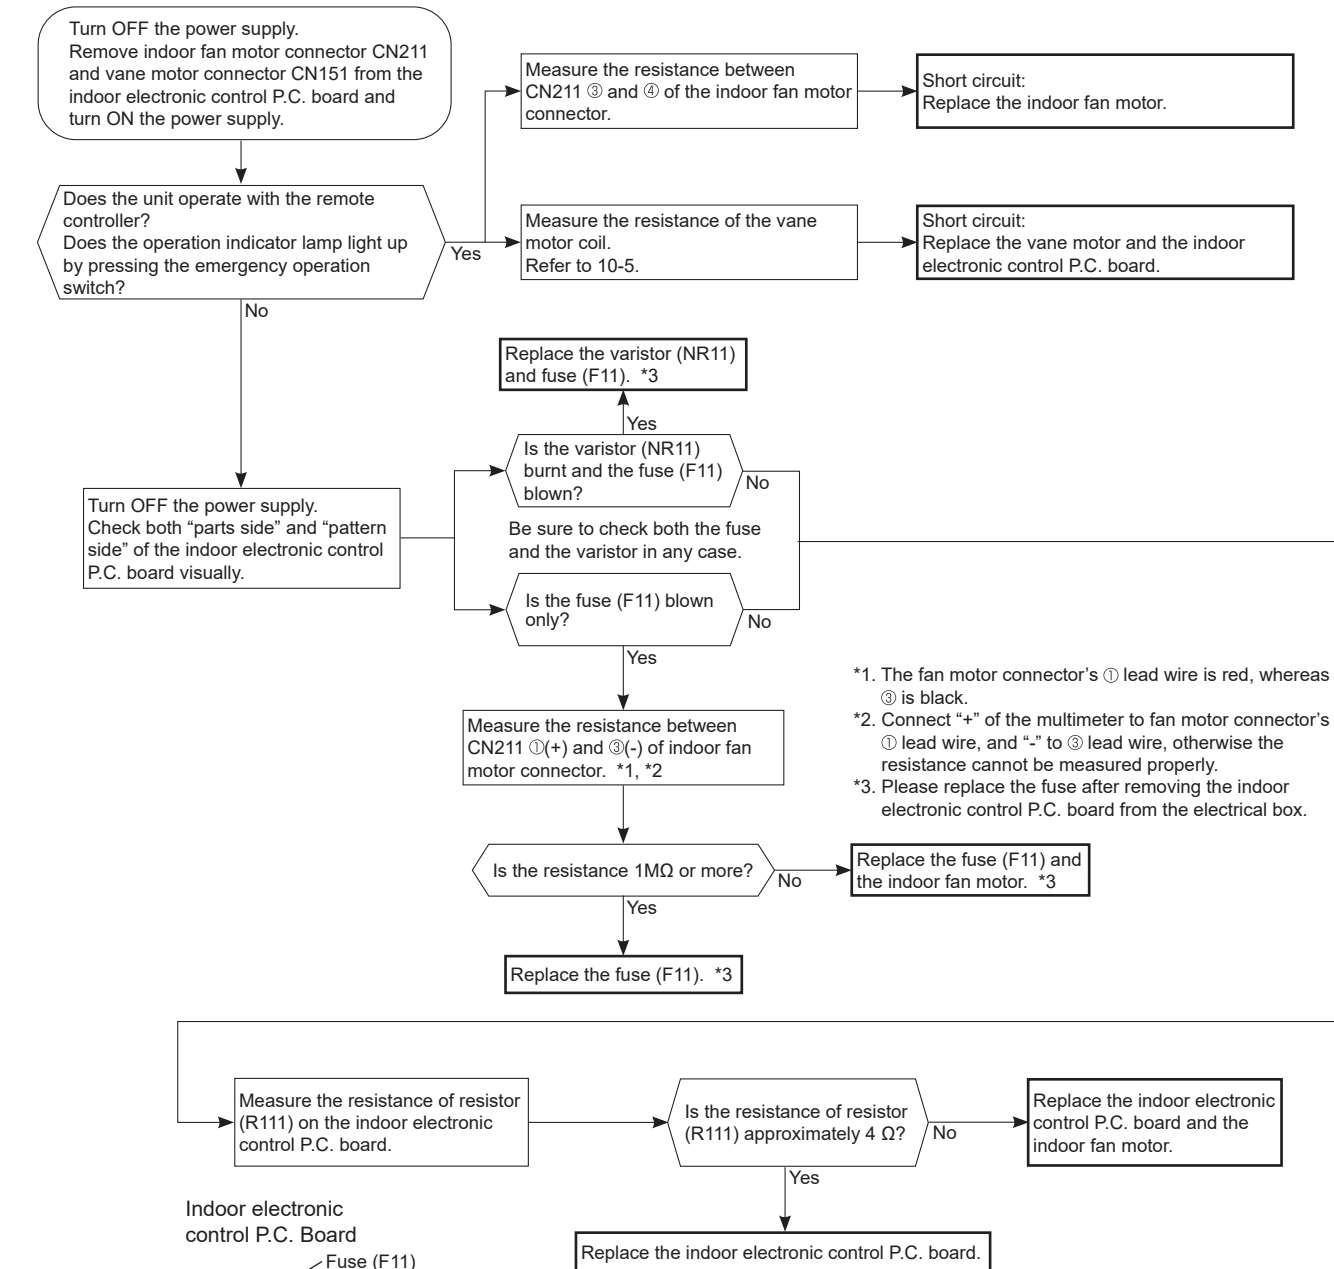 Turn OFF the power supply.
Remove indoor fan motor connector CN211
and vane motor connector CN151 from the
indoor electronic control P.C. board and
turn ON the power supply.
Measure the resistance between
CN211 ③ and ④ of the indoor fan motor
connector.
Short circuit:
Replace the indoor fan motor.
Does the unit operate with the remote
controller?
Does the operation indicator lamp light up
by pressing the emergency operation
switch?
Yes
Measure the resistance of the vane
motor coil.
Refer to 10-5.
Short circuit:
Replace the vane motor and the indoor
electronic control P.C. board.
No
Replace the varistor (NR11)
and fuse (F11). *3
Yes
Is the varistor (NR11)
burnt and the fuse (F11)
blown?
No
Turn OFF the power supply.
Check both “parts side” and “pattern
side” of the indoor electronic control
P.C. board visually.
Be sure to check both the fuse
and the varistor in any case.
Is the fuse (F11) blown
only?
No
Yes
*1. The fan motor connector’s ① lead wire is red, whereas
③ is black.
*2. Connect “+” of the multimeter to fan motor connector’s
① lead wire, and “-” to ③ lead wire, otherwise the
resistance cannot be measured properly.
*3. Please replace the fuse after removing the indoor
electronic control P.C. board from the electrical box.
Measure the resistance between
CN211 ①(+) and ③(-) of indoor fan
motor connector. *1, *2
Is the resistance 1MΩ or more?
No
Replace the fuse (F11) and
the indoor fan motor. *3
Yes
Replace the fuse (F11). *3
Measure the resistance of resistor
(R111) on the indoor electronic
control P.C. board.
Is the resistance of resistor
(R111) approximately 4 Ω?
No
Replace the indoor electronic
control P.C. board and the
indoor fan motor.
Yes
Replace the indoor electronic control P.C. board.
Indoor electronic
control P.C. Board
Fuse (F11)